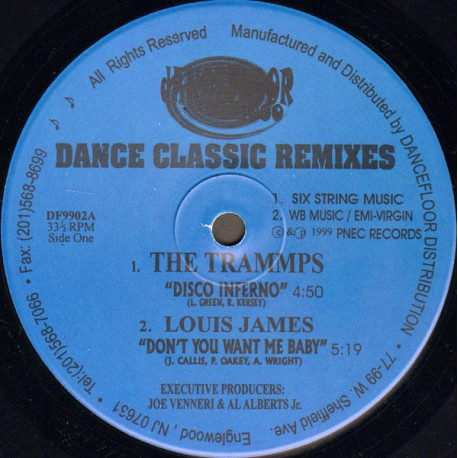 All Rights Reserved
Manufactured and Distributed by DANCEFLOOR DISTRIBUTION
• 77-99 W. Sheffield Ave.
Englewood, NJ 07631
• Tel:(201)568-7066 • Fax: (201)568-8699
DANCE CLASSIC REMIXES
DF9902A
33⅓ RPM
Side One
1. SIX STRING MUSIC
2. WB MUSIC / EMI-VIRGIN
© & ℗ 1999 PNEC RECORDS
1. THE TRAMMPS
"DISCO INFERNO" 4:50
(L. GREEN, R. KERSEY)
2. LOUIS JAMES
"DON'T YOU WANT ME BABY" 5:19
(J. CALLIS, P. OAKEY, A. WRIGHT)
EXECUTIVE PRODUCERS:
JOE VENNERI & AL ALBERTS Jr.